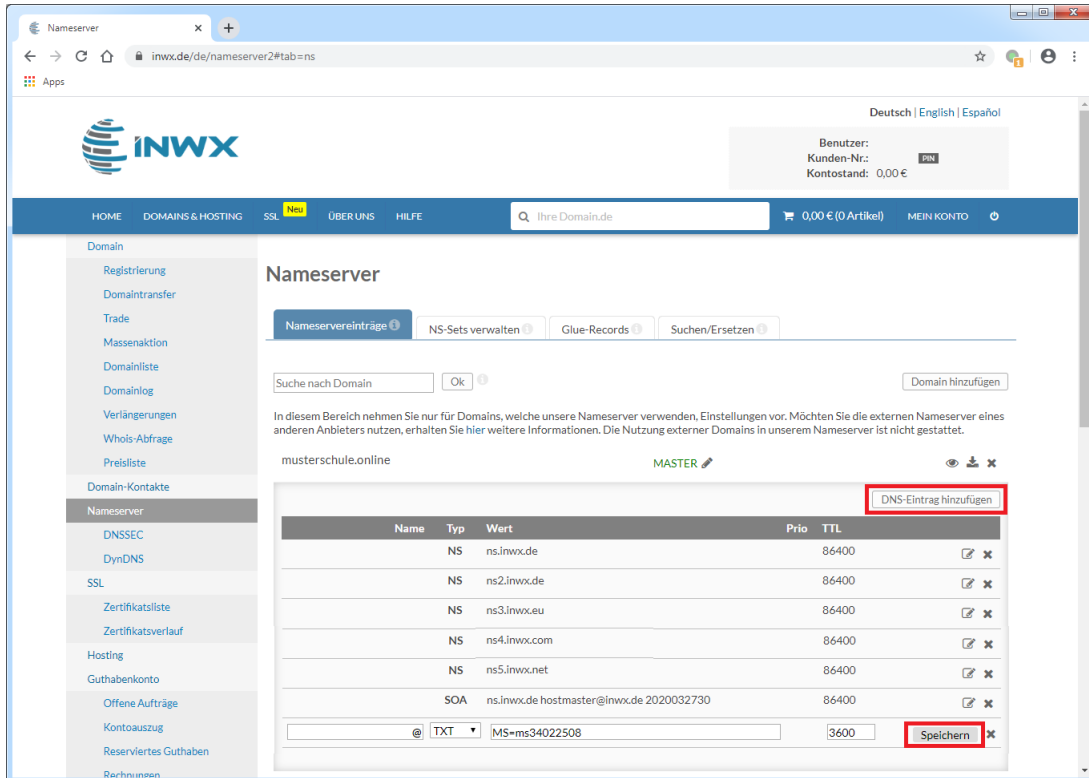 Nameserver
inwx.de/de/nameserver2#tab=ns
Apps
Deutsch | English | Español
INWX
Benutzer:
Kunden-Nr.: PIN
Kontostand: 0,00 €
HOME DOMAINS & HOSTING SSL Neu ÜBER UNS HILFE Ihre Domain.de 0,00 € (0 Artikel) MEIN KONTO
Domain
Registrierung
Domaintransfer
Trade
Massenaktion
Domainliste
Domainlog
Verlängerungen
Whois-Abfrage
Preisliste
Domain-Kontakte
Nameserver
DNSSEC
DynDNS
SSL
Zertifikatsliste
Zertifikatsverlauf
Hosting
Guthabenkonto
Offene Aufträge
Kontoauszug
Reserviertes Guthaben
Rechnungen
Nameserver
Nameservereinträge NS-Sets verwalten Glue-Records Suchen/Ersetzen
Suche nach Domain Ok Domain hinzufügen
In diesem Bereich nehmen Sie nur für Domains, welche unsere Nameserver verwenden, Einstellungen vor. Möchten Sie die externen Nameserver eines
anderen Anbieters nutzen, erhalten Sie hier weitere Informationen. Die Nutzung externer Domains in unserem Nameserver ist nicht gestattet.
musterschule.online MASTER
DNS-Eintrag hinzufügen
Name Typ Wert Prio TTL
NS ns.inwx.de 86400
NS ns2.inwx.de 86400
NS ns3.inwx.eu 86400
NS ns4.inwx.com 86400
NS ns5.inwx.net 86400
SOA ns.inwx.de hostmaster@inwx.de 2020032730 86400
@ TXT MS=ms34022508 3600 Speichern